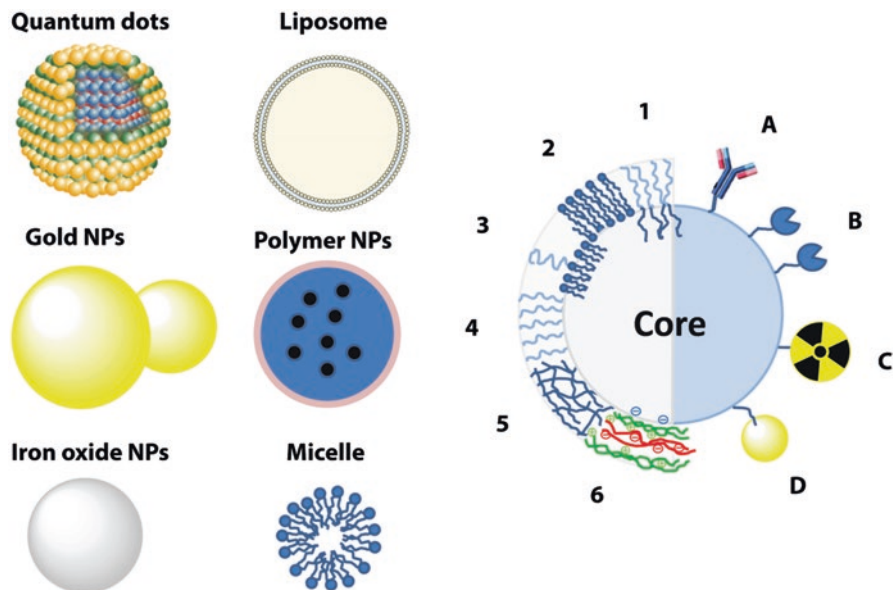 Quantum dots
Liposome
Gold NPs
Polymer NPs
Iron oxide NPs
Micelle
1
2
3
4
5
6
Core
A
B
C
D